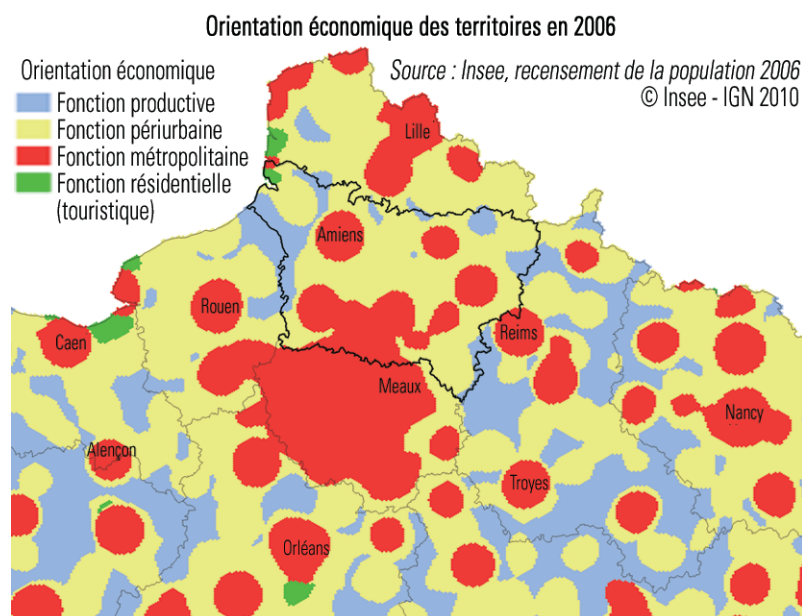 Orientation économique des territoires en 2006
Orientation économique
Fonction productive
Fonction périurbaine
Fonction métropolitaine
Fonction résidentielle
(touristique)
Source : Insee, recensement de la population 2006
© Insee - IGN 2010
Lille
Amiens
Rouen
Caen
Reims
Meaux
Nancy
Alençon
Troyes
Orléans